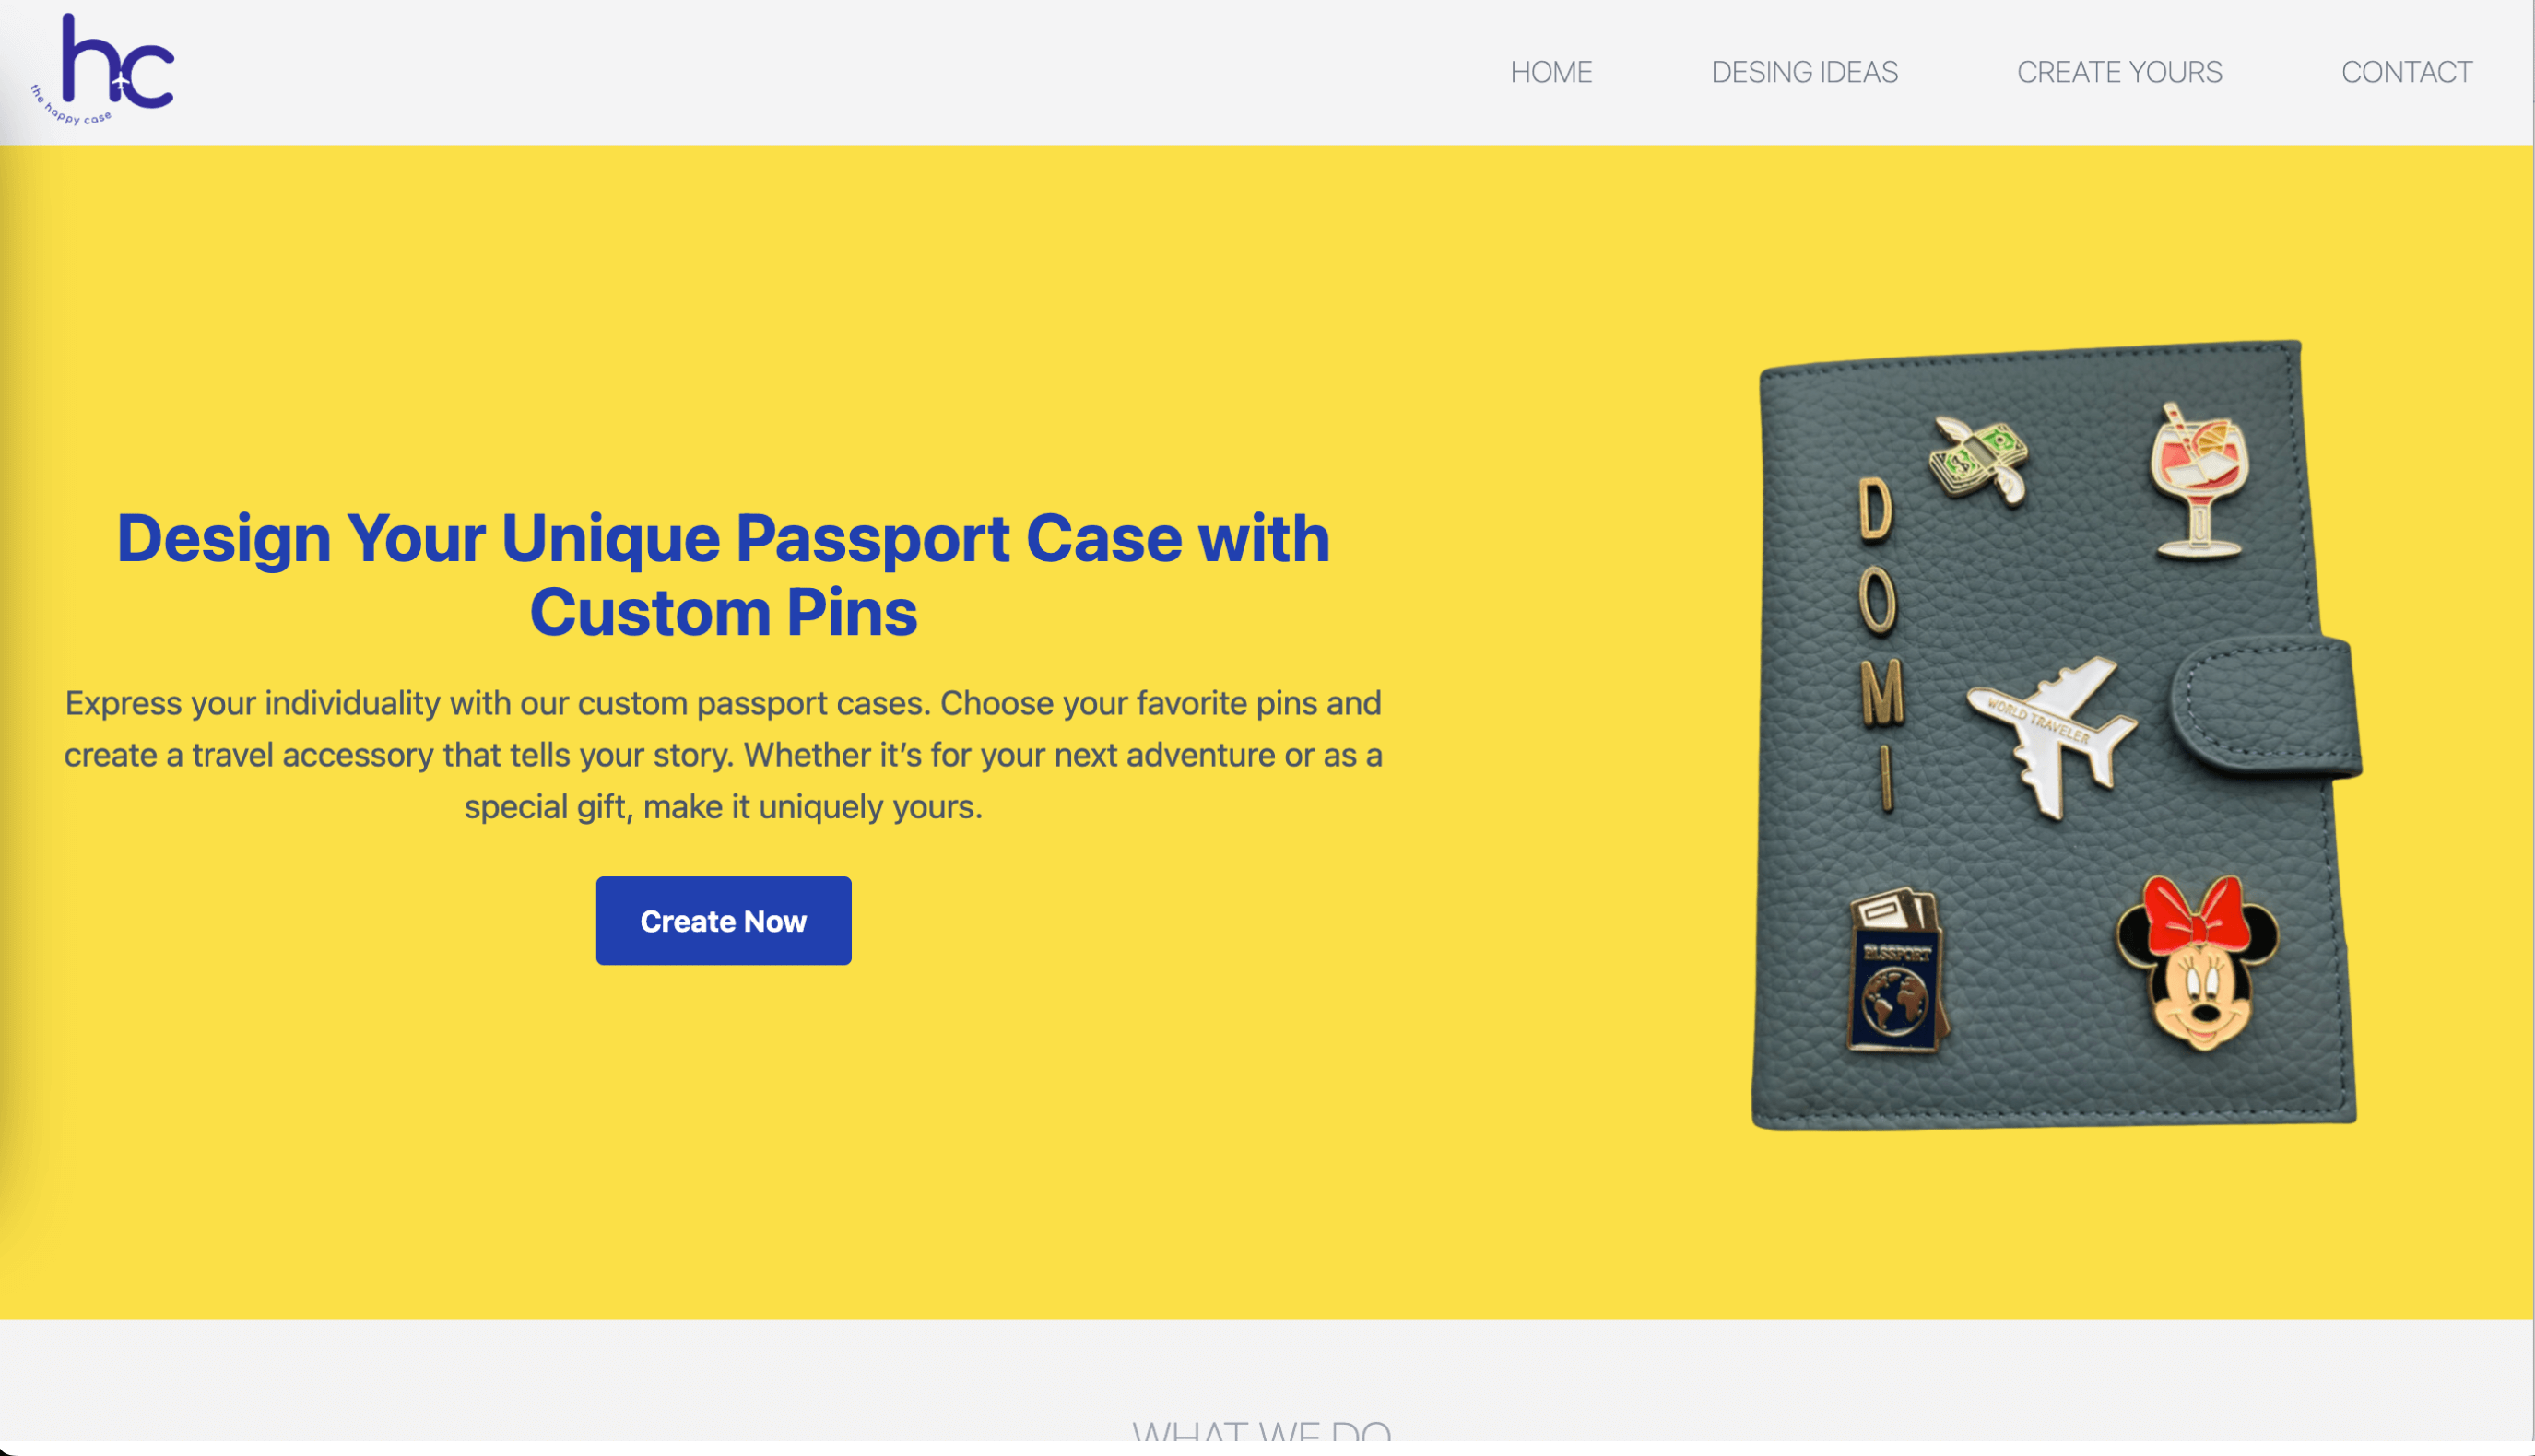 hc
the happy case
HOME
DESING IDEAS
CREATE YOURS
CONTACT
Design Your Unique Passport Case with
Custom Pins
Express your individuality with our custom passport cases. Choose your favorite pins and
create a travel accessory that tells your story. Whether it’s for your next adventure or as a
special gift, make it uniquely yours.
Create Now
D
O
M
I
WORLD TRAVELER
PASSPORT
WHAT WE DO